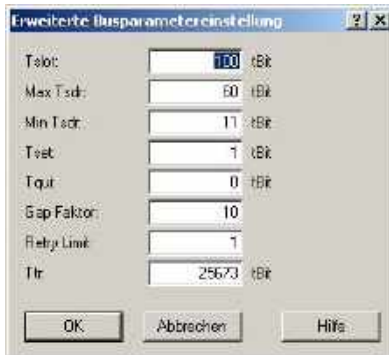 Erweiterte Busparametereinstellung
Tslot: 100 tBit
Max Tsdr: 60 tBit
Min Tsdr: 11 tBit
Tset: 1 tBit
Tqui: 0 tBit
Gap Faktor: 10
Retry Limit: 1
Ttr: 25673 tBit
OK Abbrechen Hilfe